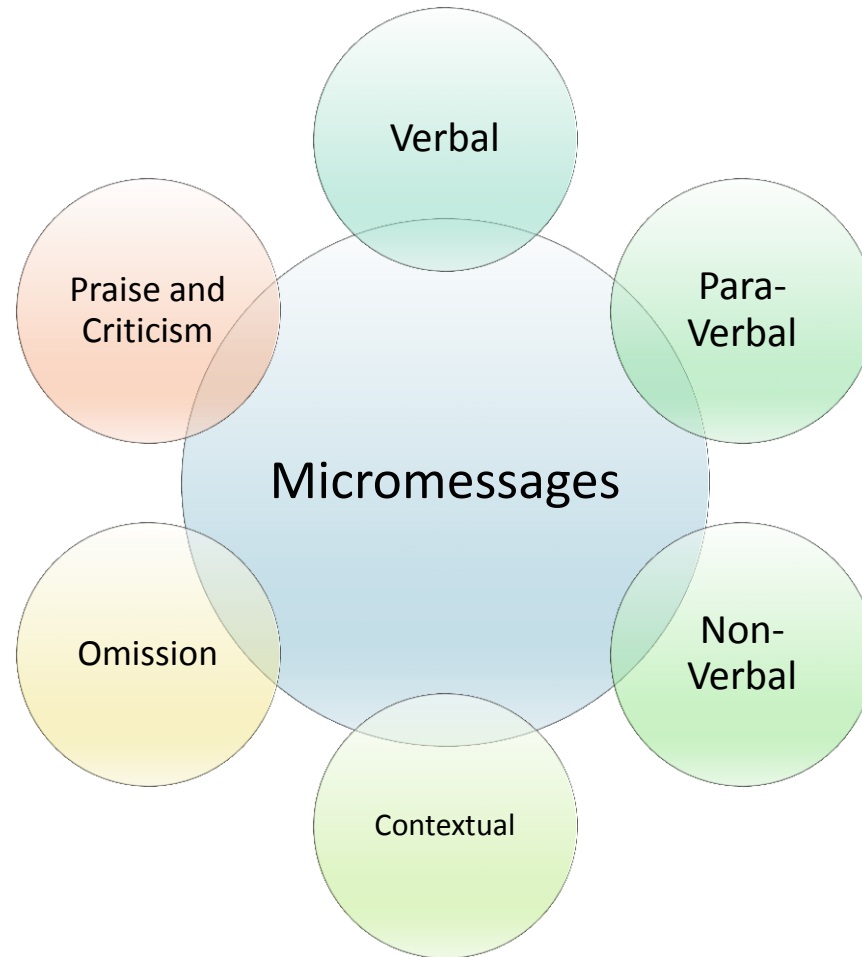 Verbal
Praise and
Criticism
Para-
Verbal
Micromessages
Omission
Non-
Verbal
Contextual